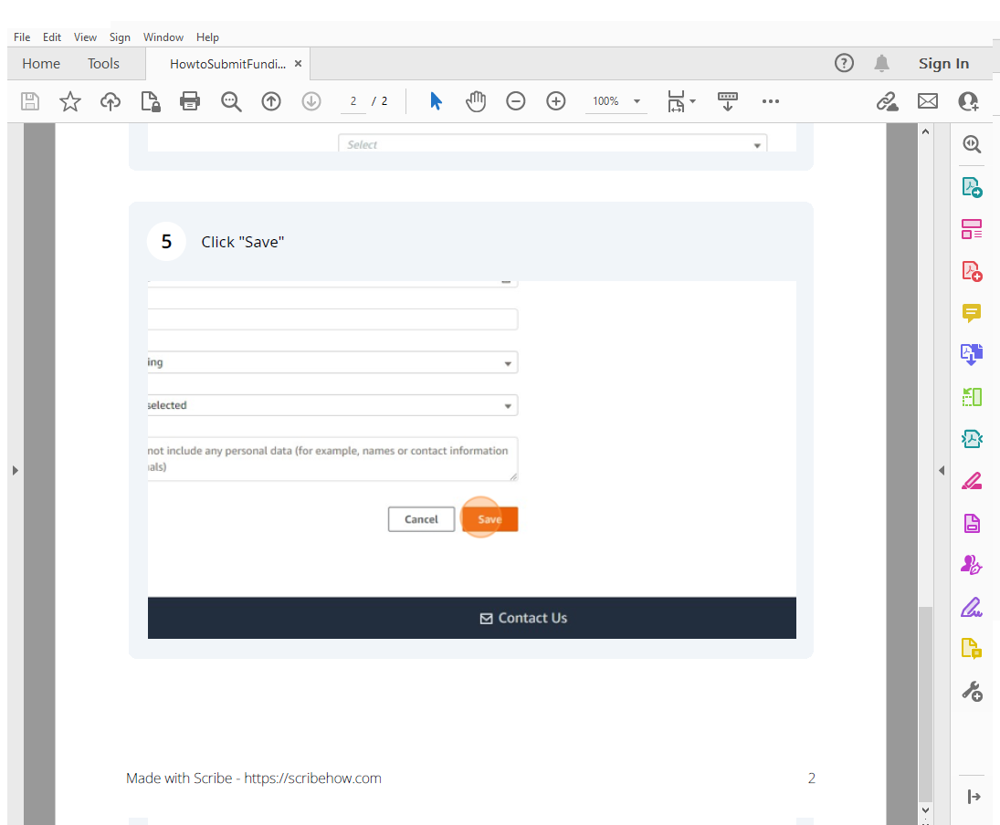 File Edit View Sign Window Help
Home Tools HowtoSubmitFundi... × Sign In
2 / 2 100%
Select
5 Click "Save"
ing
selected
not include any personal data (for example, names or contact information
als)
Cancel Save
Contact Us
Made with Scribe - https://scribehow.com 2